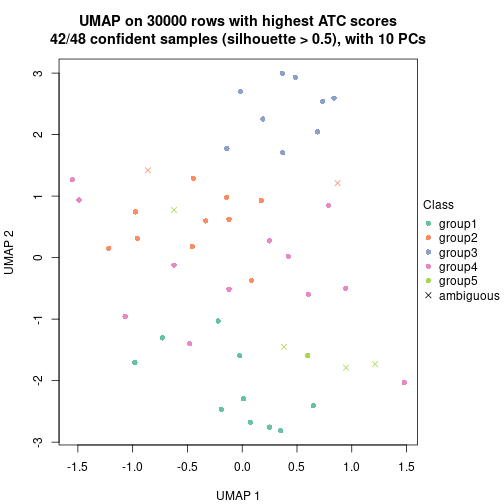 UMAP on 30000 rows with highest ATC scores
42/48 confident samples (silhouette > 0.5), with 10 PCs
3
2
1
0
-1
-2
-3
UMAP 2
-1.5 -1.0 -0.5 0.0 0.5 1.0 1.5
UMAP 1
Class
group1
group2
group3
group4
group5
ambiguous